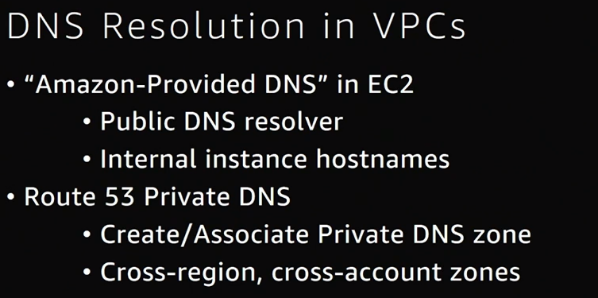 DNS Resolution in VPCs
• “Amazon-Provided DNS” in EC2
• Public DNS resolver
• Internal instance hostnames
• Route 53 Private DNS
• Create/Associate Private DNS zone
• Cross-region, cross-account zones